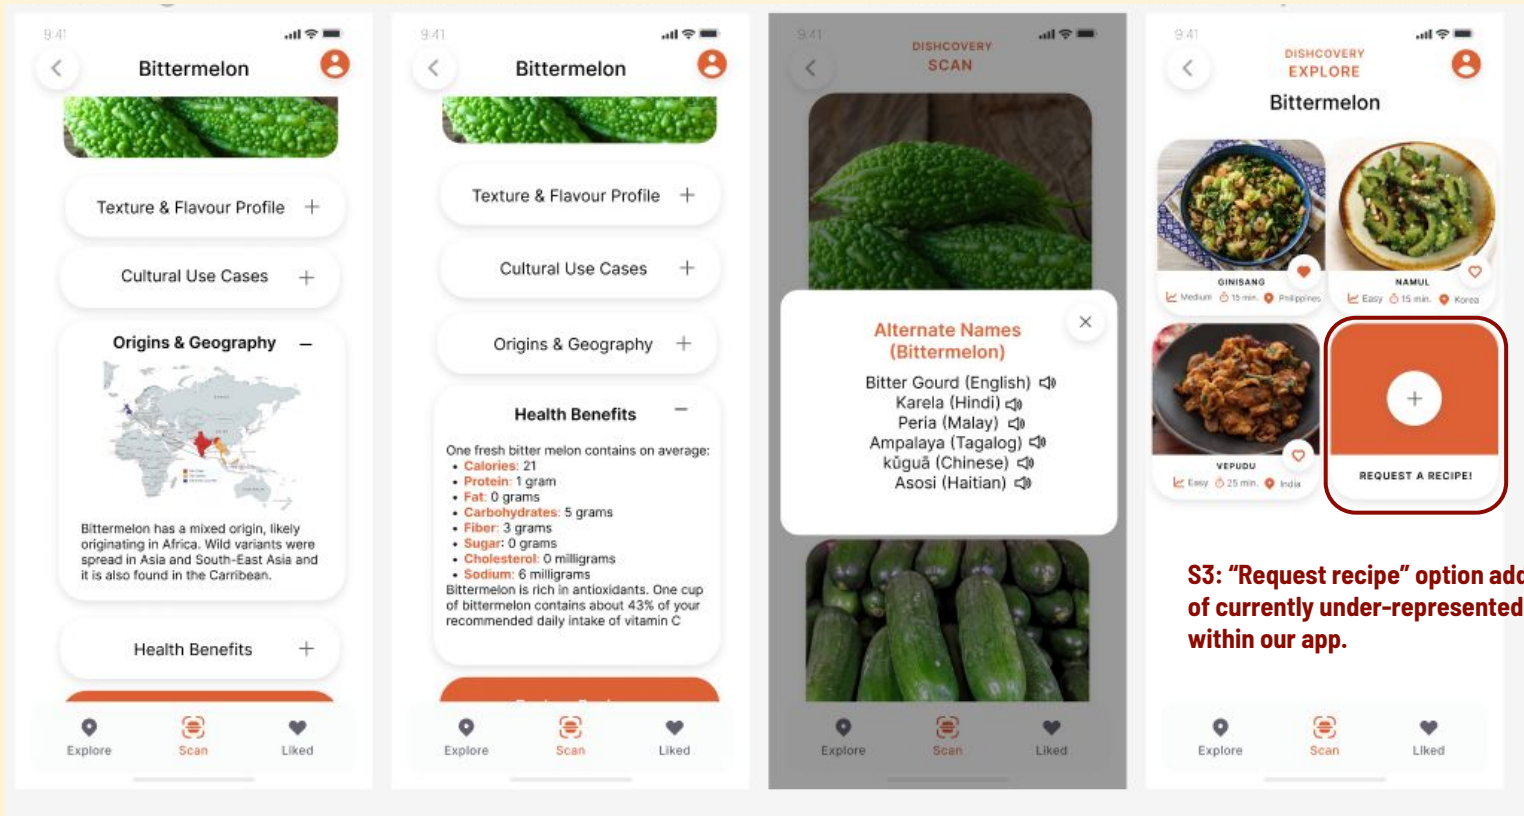 9:41
Bittermelon
Texture & Flavour Profile +
Cultural Use Cases +
Origins & Geography –
Bittermelon has a mixed origin, likely
originating in Africa. Wild variants were
spread in Asia and South-East Asia and
it is also found in the Carribean.
Health Benefits +
Explore
Scan
Liked
9:41
Bittermelon
Texture & Flavour Profile +
Cultural Use Cases +
Origins & Geography +
Health Benefits –
One fresh bitter melon contains on average:
• Calories: 21
• Protein: 1 gram
• Fat: 0 grams
• Carbohydrates: 5 grams
• Fiber: 3 grams
• Sugar: 0 grams
• Cholesterol: 0 milligrams
• Sodium: 6 milligrams
Bittermelon is rich in antioxidants. One cup
of bittermelon contains about 43% of your
recommended daily intake of vitamin C
Explore
Scan
Liked
9:41
DISHCOVERY
SCAN
Alternate Names
(Bittermelon)
Bitter Gourd (English)
Karela (Hindi)
Peria (Malay)
Ampalaya (Tagalog)
kǔguā (Chinese)
Asosi (Haitian)
Explore
Scan
Liked
9:41
DISHCOVERY
EXPLORE
Bittermelon
GINISANG
Medium 15 min. Philippines
NAMUL
Easy 15 min. Korea
VEPUDU
Easy 25 min. India
+
REQUEST A RECIPE!
S3: “Request recipe” option add
of currently under-represented
within our app.
Explore
Scan
Liked